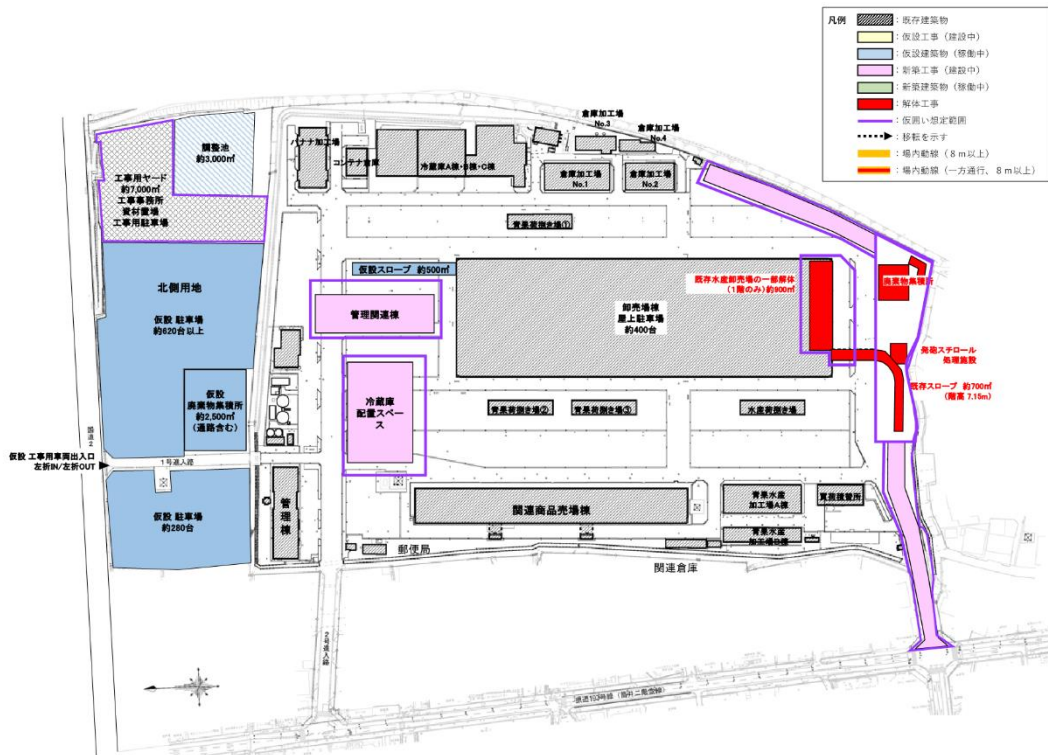 凡例
：既存建築物
：仮設工事（建設中）
：仮設建築物（稼働中）
：新築工事（建設中）
：新築建築物（稼働中）
：解体工事
：仮囲い想定範囲
：移転を示す
：場内動線（８ｍ以上）
：場内動線（一方通行、８ｍ以上）
調整池
約3,000㎡
工事用ヤード
約7,000㎡
工事事務所
資材置場
工事用駐車場
バナナ加工場
コンテナ倉庫
冷蔵庫A棟・B棟・C棟
倉庫加工場
No.3
倉庫加工場
No.4
倉庫加工場
No.1
倉庫加工場
No.2
青果荷捌き場①
仮設スロープ 約500㎡
北側用地
仮設 駐車場
約620台以上
管理関連棟
卸売場棟
屋上駐車場
約400台
既存水産卸売場の一部解体
（1階のみ）約900㎡
廃棄物集積所
発泡スチロール
処理施設
既存スロープ 約700㎡
（階高 7.15m）
仮設
廃棄物集積所
約2,500㎡
（通路含む）
冷蔵庫
配置スペー
ス
青果荷捌き場②
青果荷捌き場③
水産荷捌き場
国道2
仮設 工事用車両出入口
左折IN/左折OUT
1号進入路
仮設 駐車場
約280台
管理棟
関連商品売場棟
青果水産
加工場A棟
青果水産
加工場B棟
買荷積替所
郵便局
関連倉庫
2号進入路